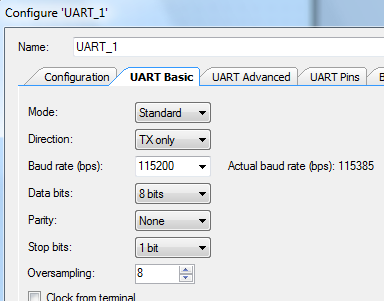 Configure 'UART_1'
Name: UART_1
Configuration UART Basic UART Advanced UART Pins
Mode: Standard
Direction: TX only
Baud rate (bps): 115200 Actual baud rate (bps): 115385
Data bits: 8 bits
Parity: None
Stop bits: 1 bit
Oversampling: 8
Clock from terminal